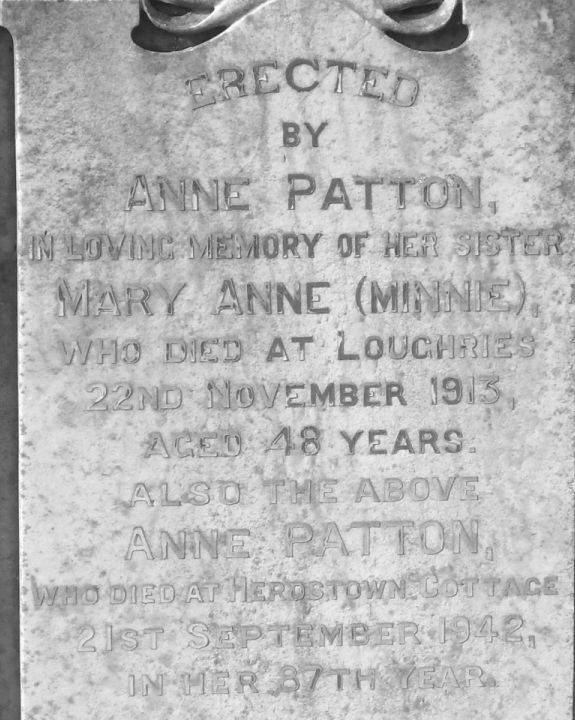 ERECTED
BY
ANNE PATTON,
IN LOVING MEMORY OF HER SISTER
MARY ANNE (MINNIE),
WHO DIED AT LOUGHRIES
22ND NOVEMBER 1913,
AGED 48 YEARS.
ALSO THE ABOVE
ANNE PATTON,
WHO DIED AT HERDSTOWN COTTAGE
21ST SEPTEMBER 1942,
IN HER 87TH YEAR.